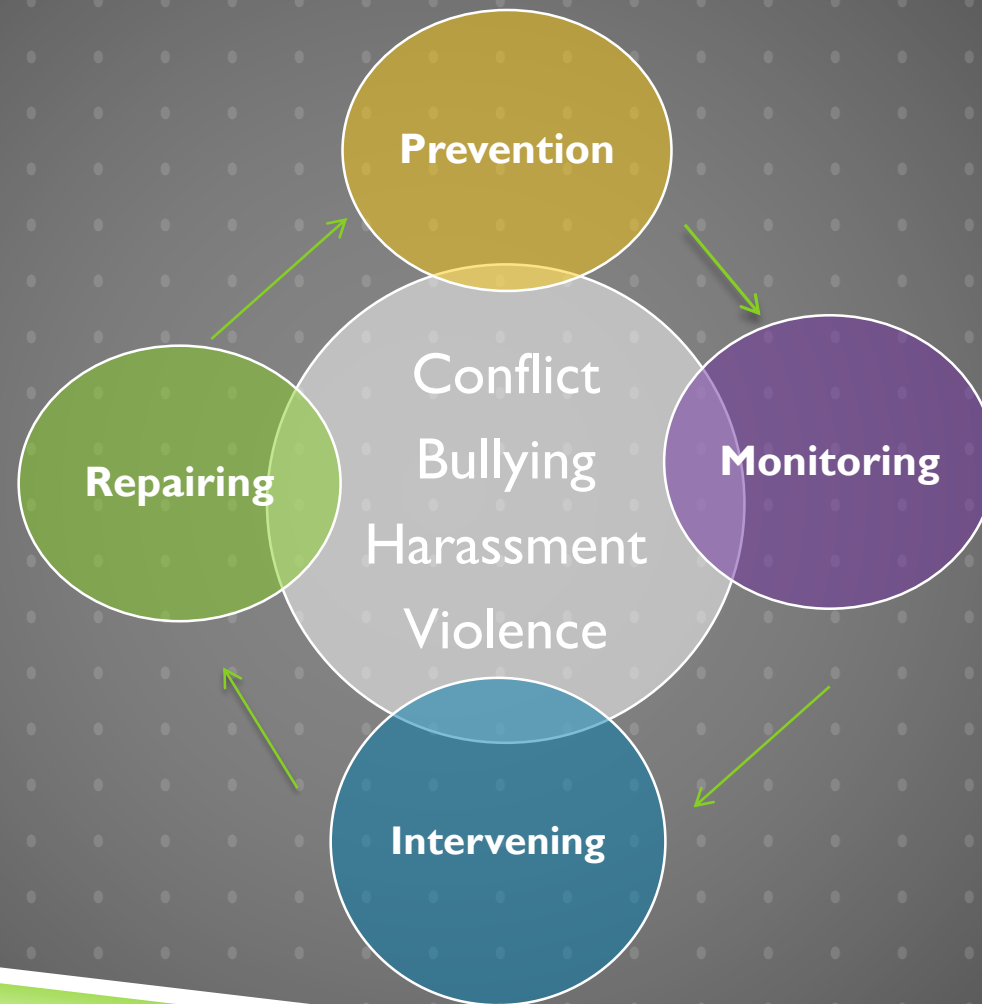 Prevention
Conflict
Bullying
Harassment
Violence
Monitoring
Repairing
Intervening